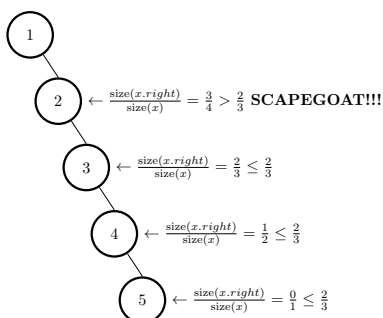 1
2 ← size(x.right)/size(x) = 3/4 > 2/3 SCAPEGOAT!!!
3 ← size(x.right)/size(x) = 2/3 ≤ 2/3
4 ← size(x.right)/size(x) = 1/2 ≤ 2/3
5 ← size(x.right)/size(x) = 0/1 ≤ 2/3